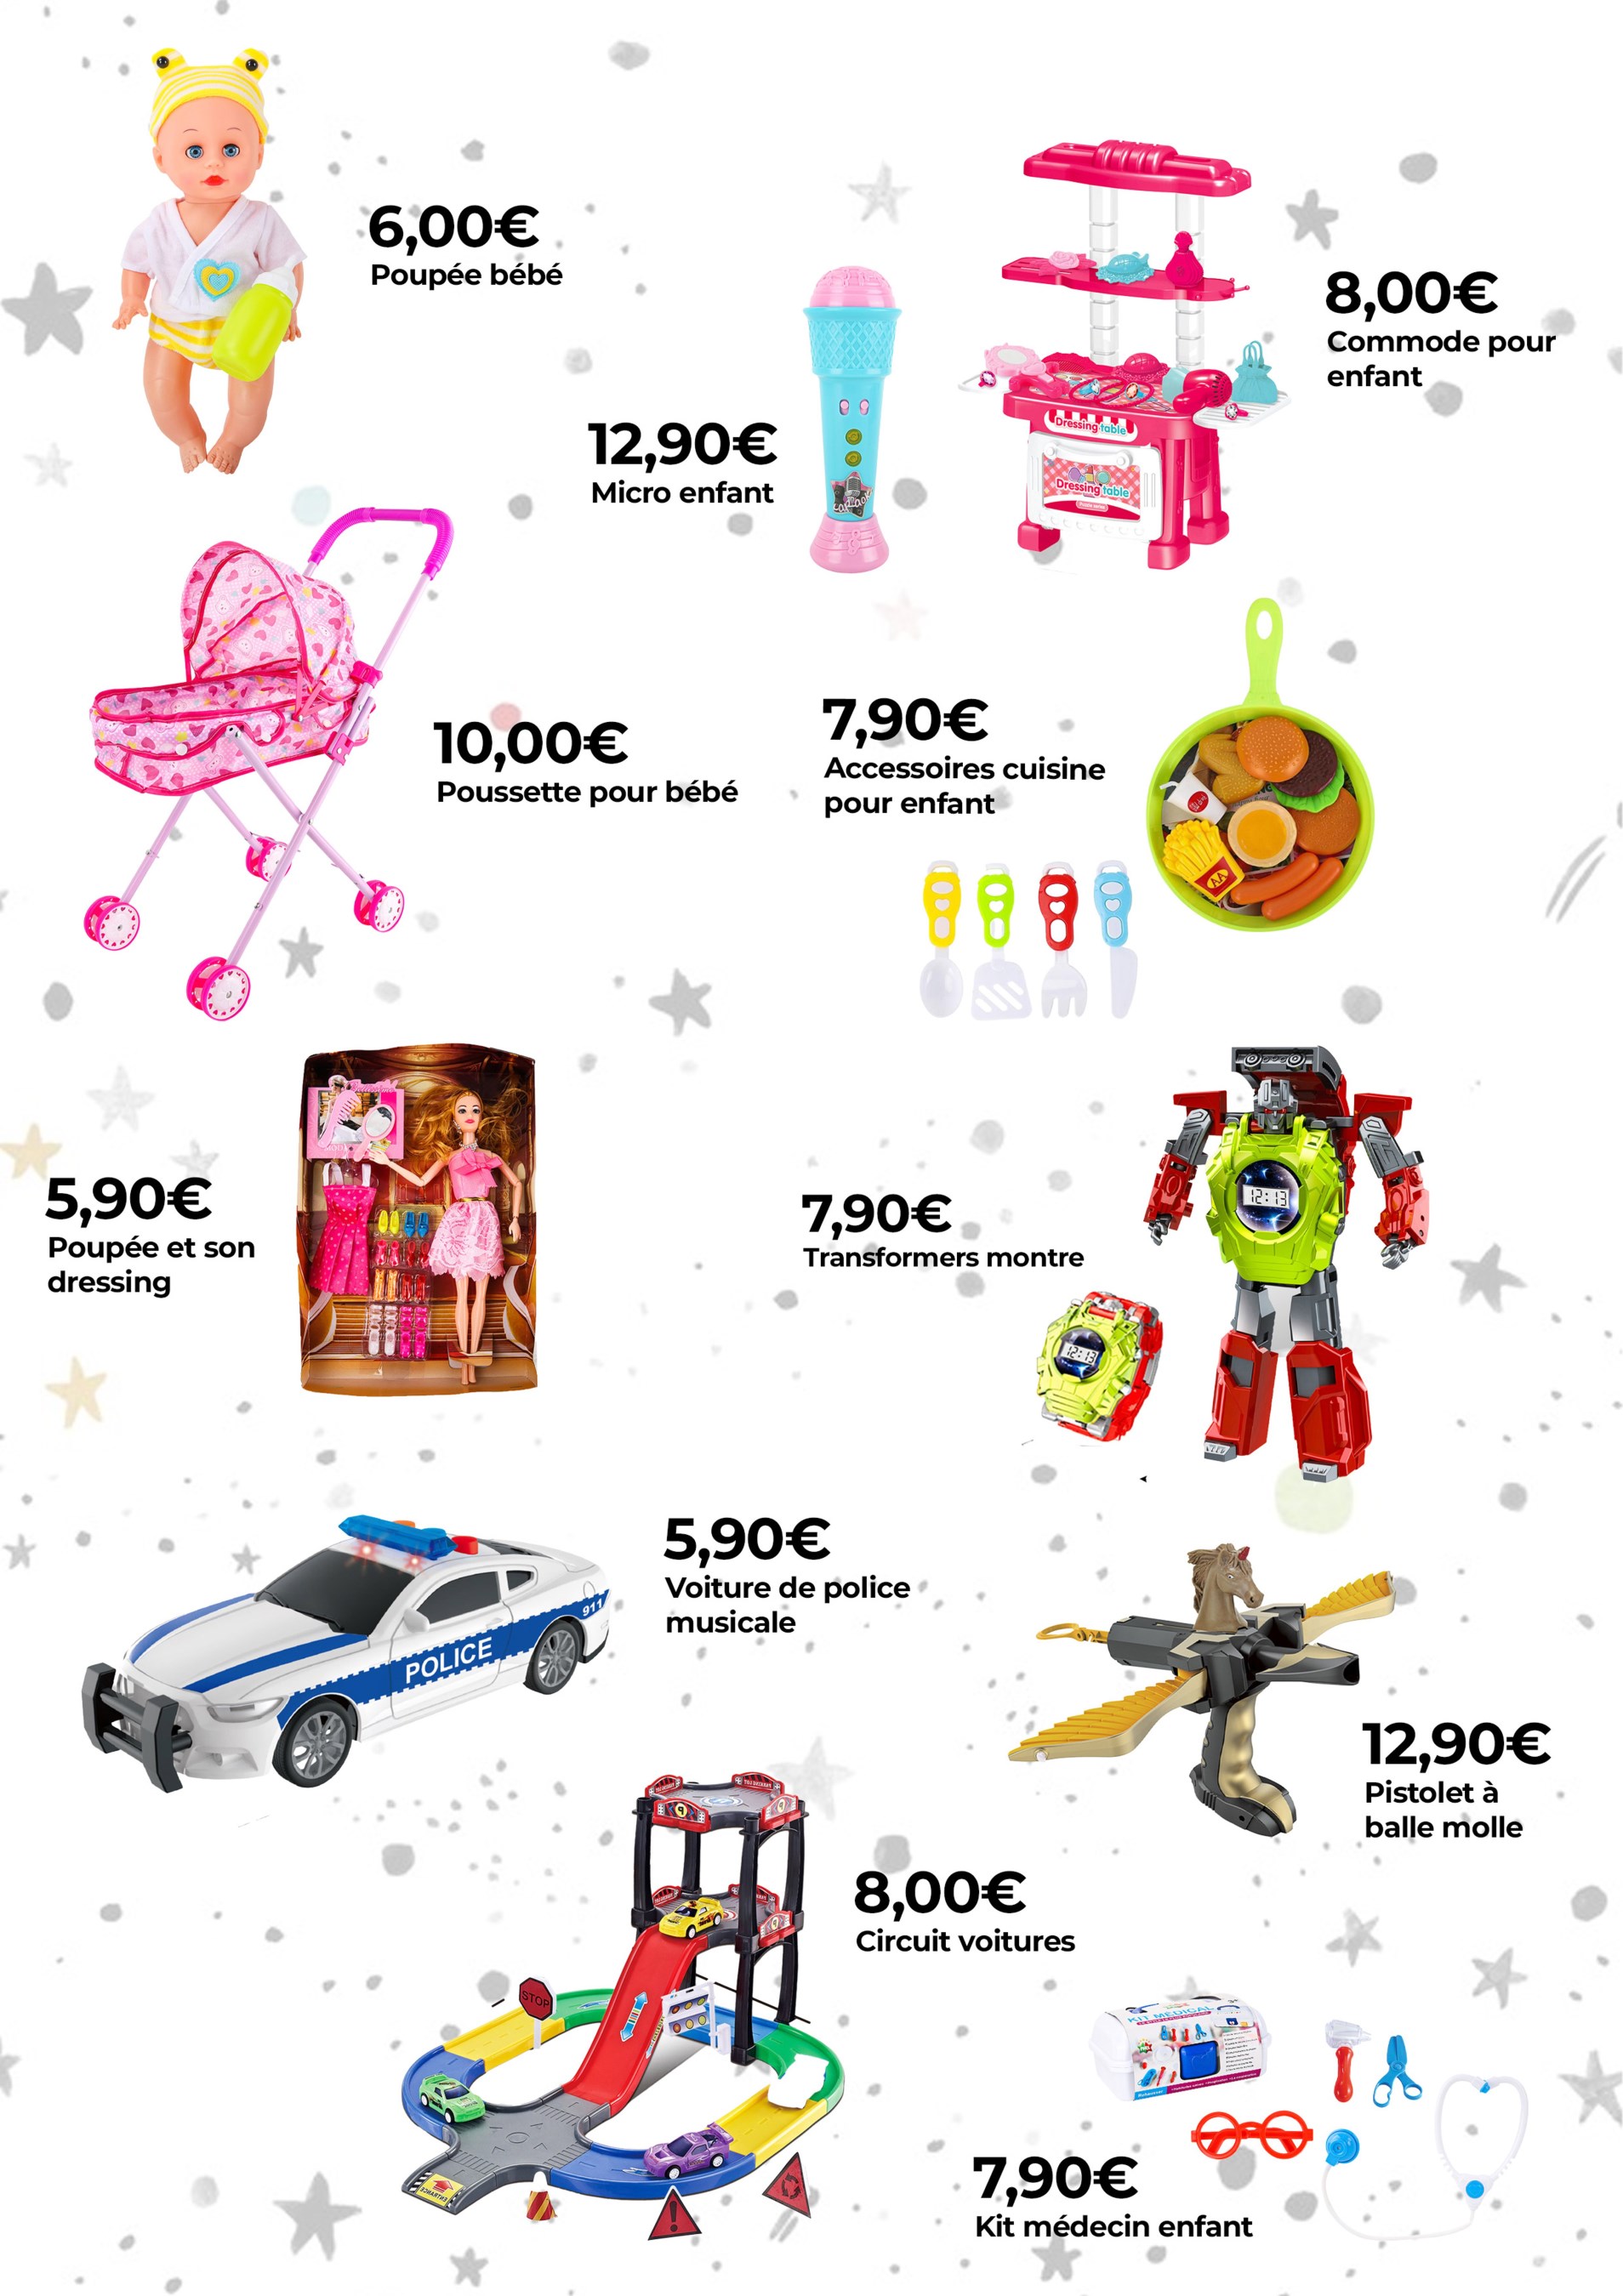 6,00€
Poupée bébé
8,00€
Commode pour
enfant
12,90€
Micro enfant
Dressing table
Dressing table
10,00€
Poussette pour bébé
7,90€
Accessoires cuisine
pour enfant
5,90€
Poupée et son
dressing
7,90€
Transformers montre
12:13
12:13
5,90€
Voiture de police
musicale
911
POLICE
12,90€
Pistolet à
balle molle
8,00€
Circuit voitures
P
STOP
ENTRANCE
KIT MEDICAL
7,90€
Kit médecin enfant